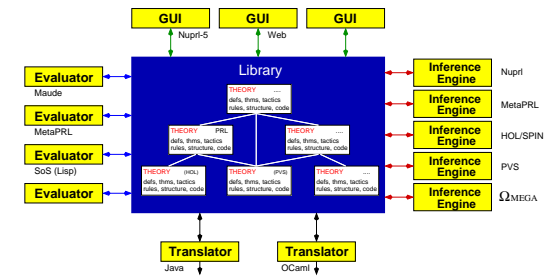 GUI GUI GUI
Nuprl-5 Web
Library
Evaluator
Maude
Evaluator
MetaPRL
Evaluator
SoS (Lisp)
Evaluator
THEORY ....
defs, thms, tactics
rules, structure, code
THEORY PRL
defs, thms, tactics
rules, structure, code
THEORY ....
defs, thms, tactics
rules, structure, code
THEORY (HOL)
defs, thms, tactics
rules, structure, code
THEORY (PVS)
defs, thms, tactics
rules, structure, code
THEORY ....
defs, thms, tactics
rules, structure, code
Inference
Engine
Nuprl
Inference
Engine
MetaPRL
Inference
Engine
HOL/SPIN
Inference
Engine
PVS
Inference
Engine
ΩMEGA
Translator Translator
Java OCaml